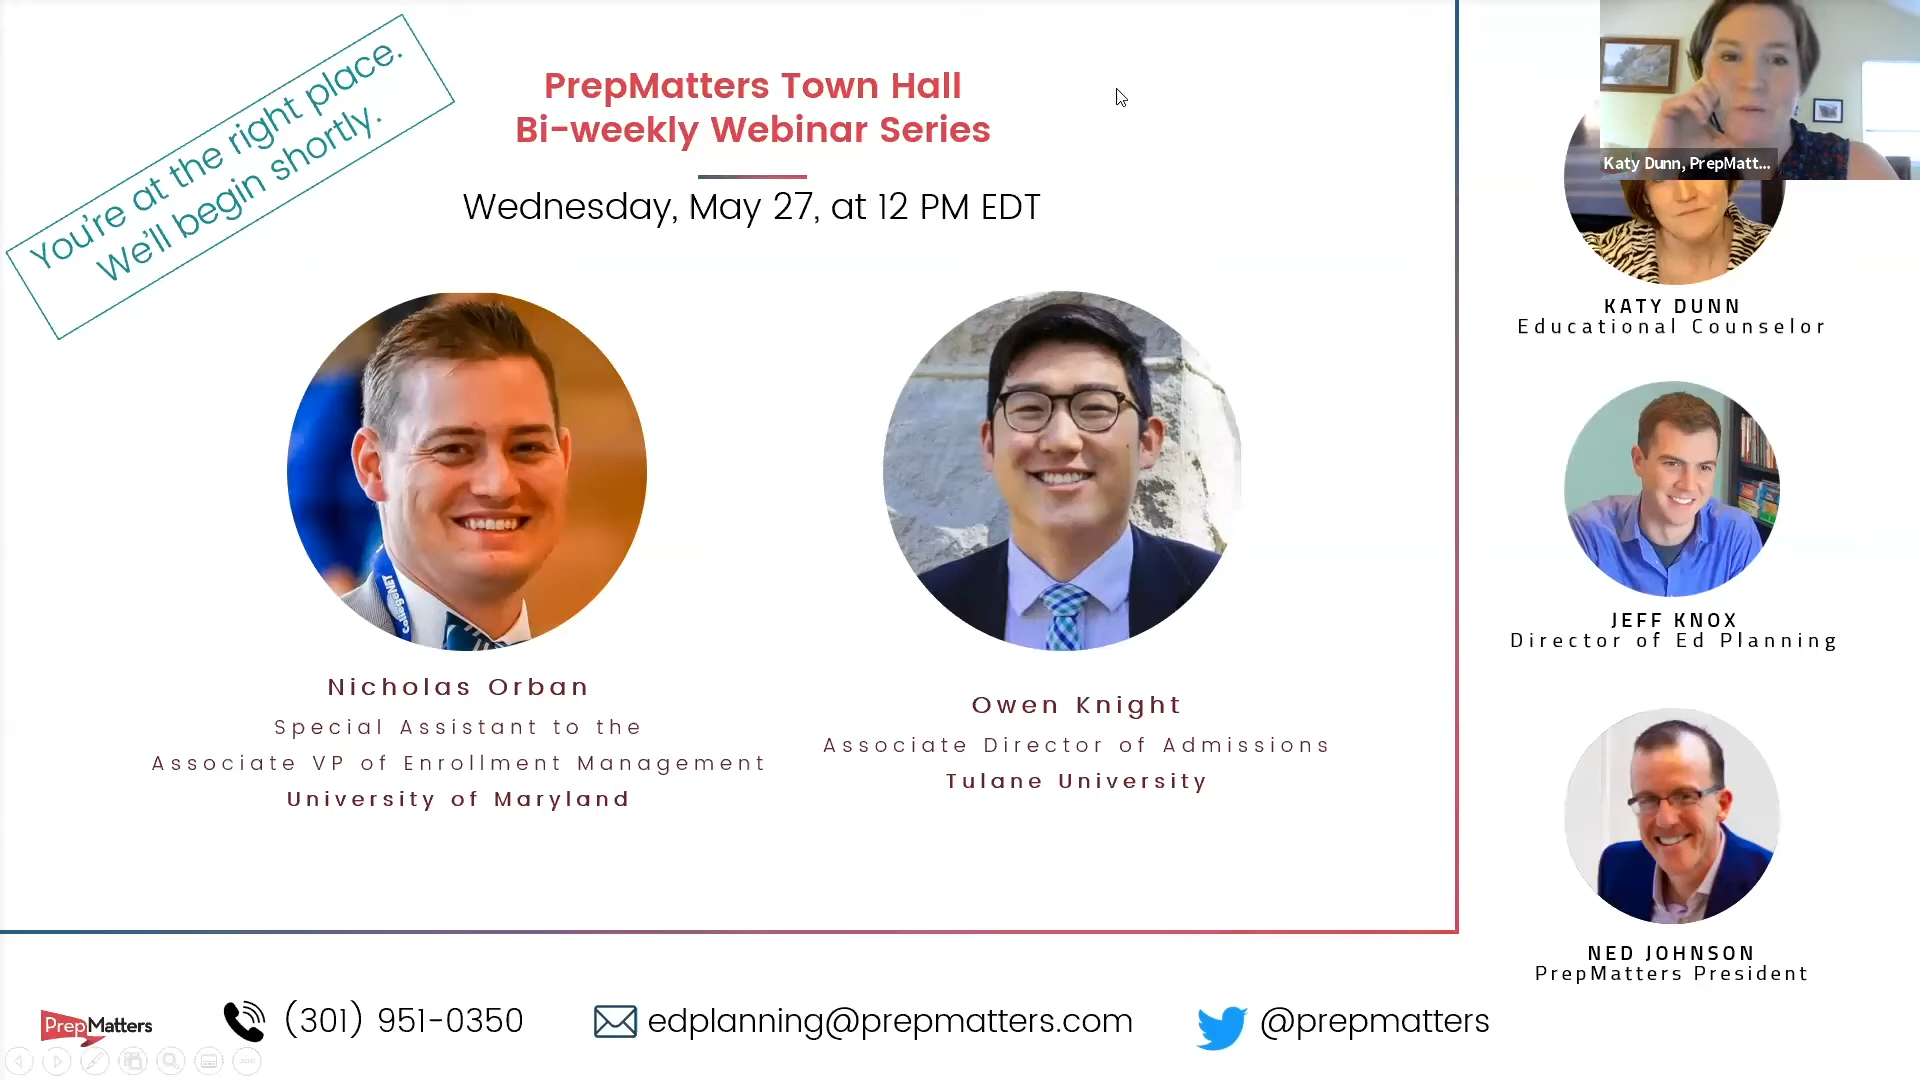 You're at the right place.
We'll begin shortly.
PrepMatters Town Hall
Bi-weekly Webinar Series
Wednesday, May 27, at 12 PM EDT
CollegeNET
Nicholas Orban
Special Assistant to the
Associate VP of Enrollment Management
University of Maryland
Owen Knight
Associate Director of Admissions
Tulane University
Katy Dunn, PrepMatt...
KATY DUNN
Educational Counselor
JEFF KNOX
Director of Ed Planning
NED JOHNSON
PrepMatters President
PrepMatters
(301) 951-0350
edplanning@prepmatters.com
@prepmatters